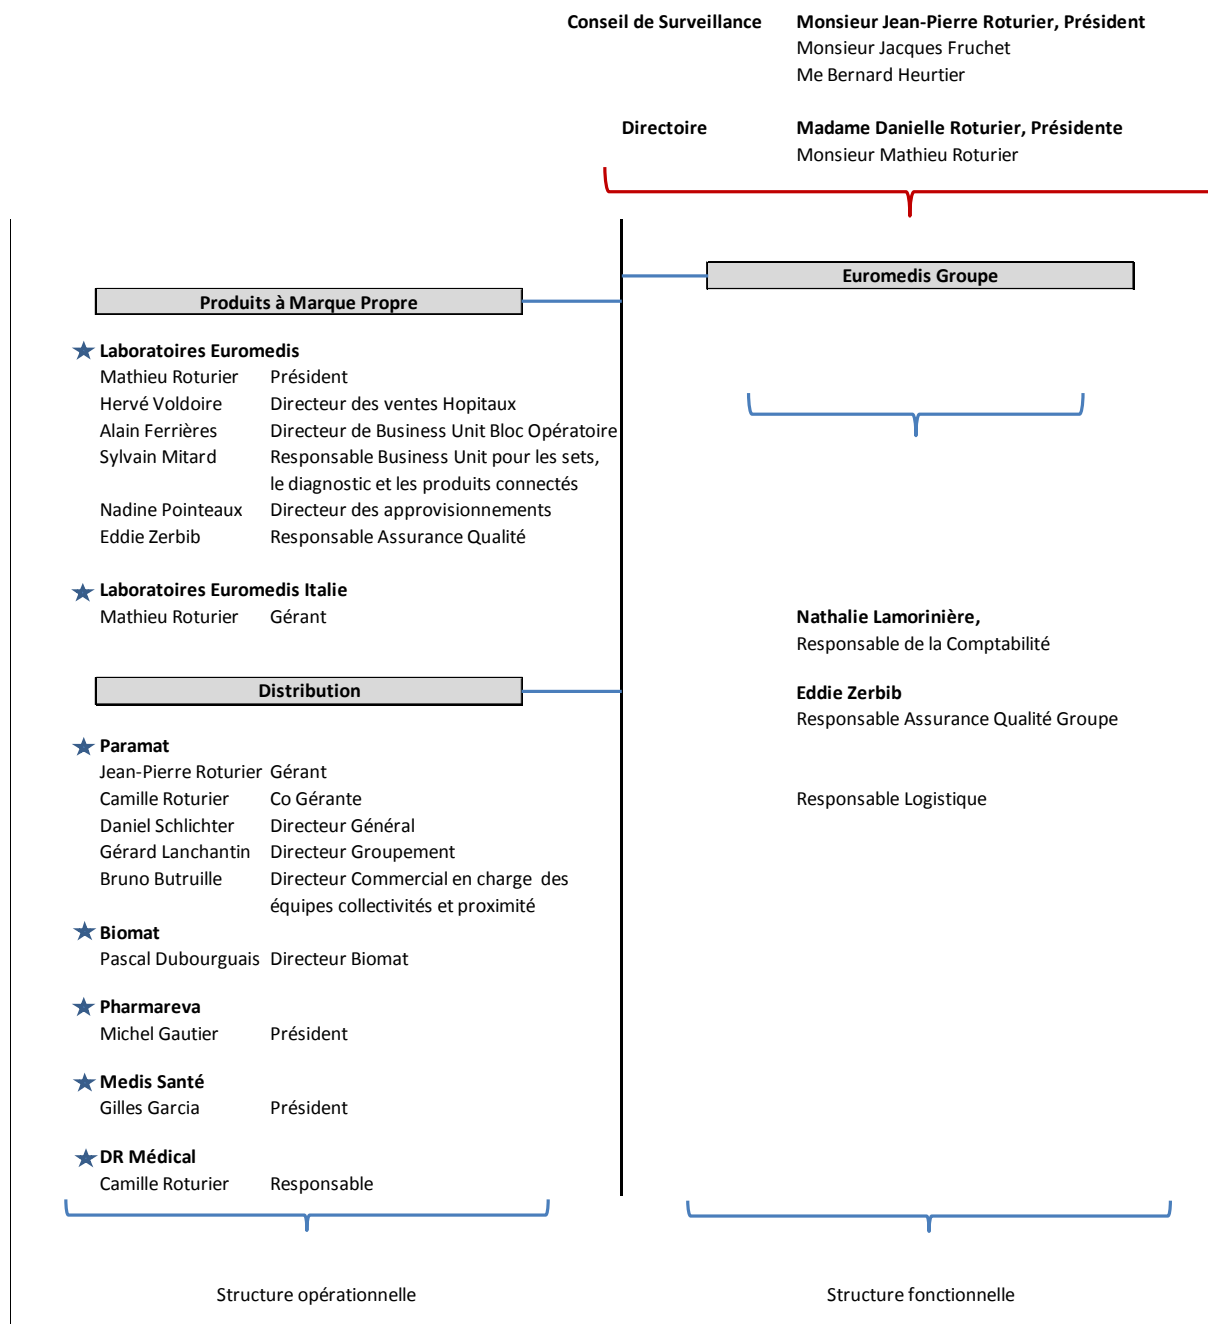 Conseil de Surveillance Monsieur Jean-Pierre Roturier, Président
Monsieur Jacques Fruchet
Me Bernard Heurtier
Directoire Madame Danielle Roturier, Présidente
Monsieur Mathieu Roturier
Euromedis Groupe
Produits à Marque Propre
Laboratoires Euromedis
Mathieu Roturier Président
Hervé Voldoire Directeur des ventes Hopitaux
Alain Ferrières Directeur de Business Unit Bloc Opératoire
Sylvain Mitard Responsable Business Unit pour les sets,
le diagnostic et les produits connectés
Nadine Pointeaux Directeur des approvisionnements
Eddie Zerbib Responsable Assurance Qualité
Laboratoires Euromedis Italie
Mathieu Roturier Gérant
Distribution
Paramat
Jean-Pierre Roturier Gérant
Camille Roturier Co Gérante
Daniel Schlichter Directeur Général
Gérard Lanchantin Directeur Groupement
Bruno Butruille Directeur Commercial en charge des
équipes collectivités et proximité
Biomat
Pascal Dubourguais Directeur Biomat
Pharmareva
Michel Gautier Président
Medis Santé
Gilles Garcia Président
DR Médical
Camille Roturier Responsable
Structure opérationnelle
Nathalie Lamorinière,
Responsable de la Comptabilité
Eddie Zerbib
Responsable Assurance Qualité Groupe
Responsable Logistique
Structure fonctionnelle